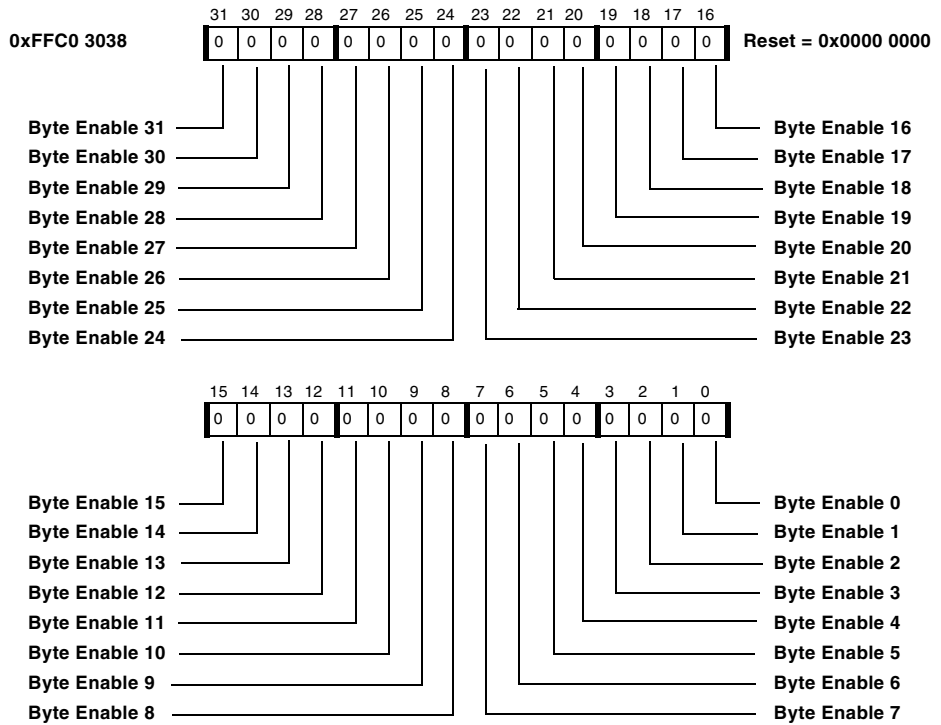 31 30 29 28 27 26 25 24 23 22 21 20 19 18 17 16
0xFFC0 3038 0 0 0 0 0 0 0 0 0 0 0 0 0 0 0 0 Reset = 0x0000 0000
Byte Enable 31 Byte Enable 16
Byte Enable 30 Byte Enable 17
Byte Enable 29 Byte Enable 18
Byte Enable 28 Byte Enable 19
Byte Enable 27 Byte Enable 20
Byte Enable 26 Byte Enable 21
Byte Enable 25 Byte Enable 22
Byte Enable 24 Byte Enable 23
15 14 13 12 11 10 9 8 7 6 5 4 3 2 1 0
0 0 0 0 0 0 0 0 0 0 0 0 0 0 0 0
Byte Enable 15 Byte Enable 0
Byte Enable 14 Byte Enable 1
Byte Enable 13 Byte Enable 2
Byte Enable 12 Byte Enable 3
Byte Enable 11 Byte Enable 4
Byte Enable 10 Byte Enable 5
Byte Enable 9 Byte Enable 6
Byte Enable 8 Byte Enable 7